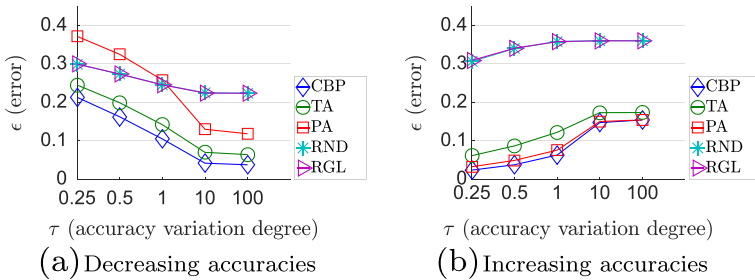 0.4
0.3
0.2
0.1
0
0.25 0.5 1 10 100
ϵ (error)
τ (accuracy variation degree)
CBP
TA
PA
RND
RGL
(a) Decreasing accuracies
0.4
0.3
0.2
0.1
0
0.25 0.5 1 10 100
ϵ (error)
τ (accuracy variation degree)
CBP
TA
PA
RND
RGL
(b) Increasing accuracies